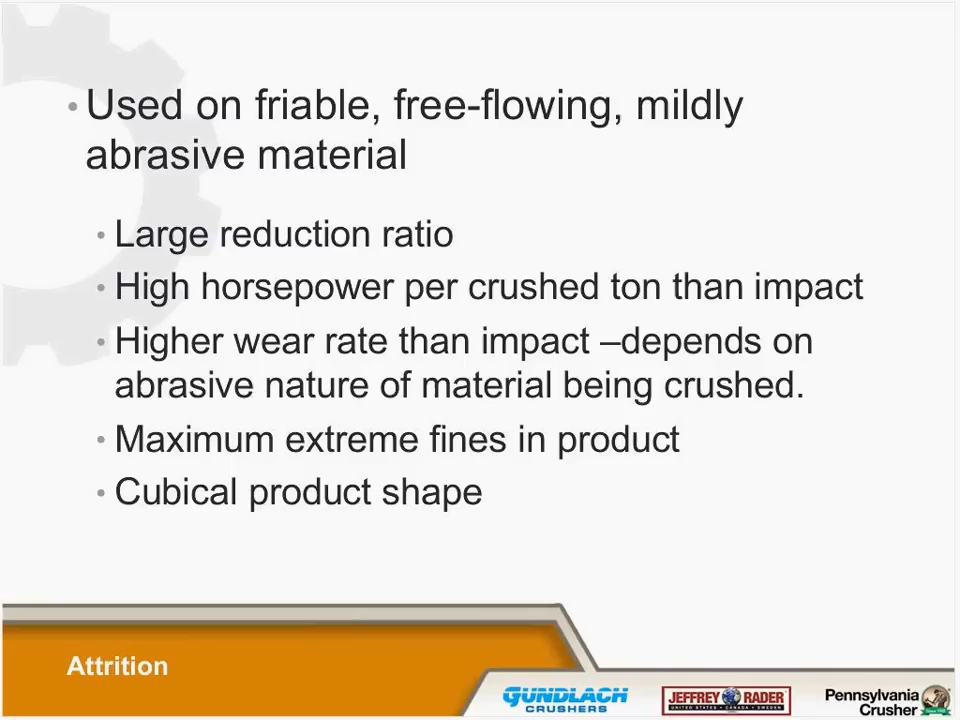 • Used on friable, free-flowing, mildly
abrasive material
• Large reduction ratio
• High horsepower per crushed ton than impact
• Higher wear rate than impact –depends on
abrasive nature of material being crushed.
• Maximum extreme fines in product
• Cubical product shape
Attrition
GUNDLACH
CRUSHERS
JEFFREY RADER
UNITED STATES • CANADA • SWEDEN
Pennsylvania
Crusher